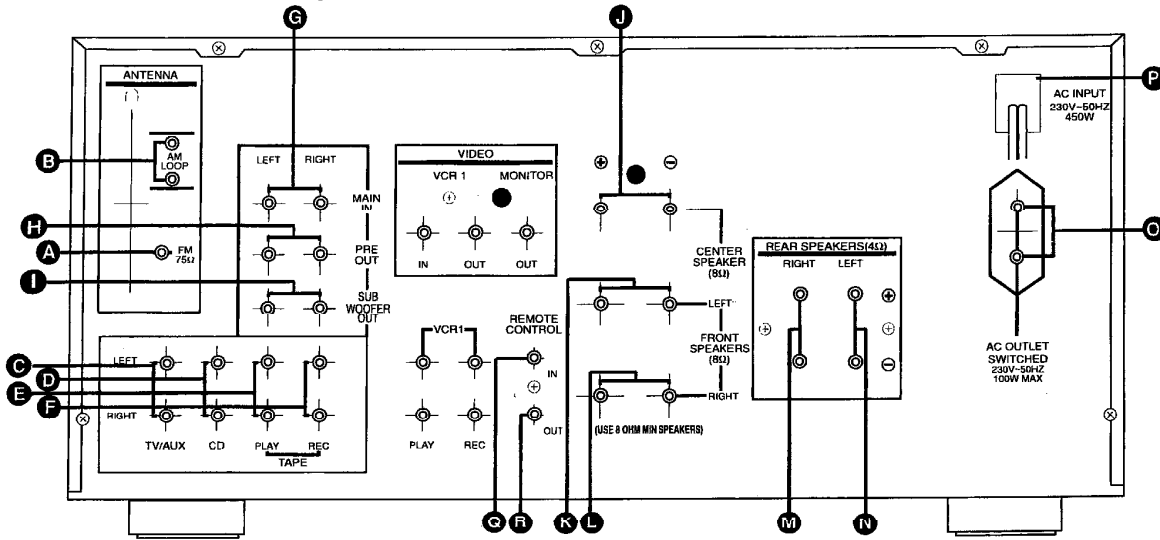 G
J
ANTENNA
P
AC INPUT
230V~50HZ
450W
B
AM
LOOP
LEFT RIGHT
VIDEO
VCR 1 MONITOR
MAIN
IN
H
A
FM
75Ω
PRE
OUT
IN OUT OUT
CENTER
SPEAKER
(8Ω)
REAR SPEAKERS(4Ω)
RIGHT LEFT
O
I
SUB
WOOFER
OUT
K
LEFT
REMOTE
CONTROL
VCR1
FRONT
SPEAKERS
(8Ω)
AC OUTLET
SWITCHED
230V~50HZ
100W MAX
C
LEFT
D
E
F
RIGHT
Q
IN
OUT
RIGHT
(USE 8 OHM MIN SPEAKERS)
TV/AUX CD PLAY REC
TAPE
PLAY REC
Q R K L M N